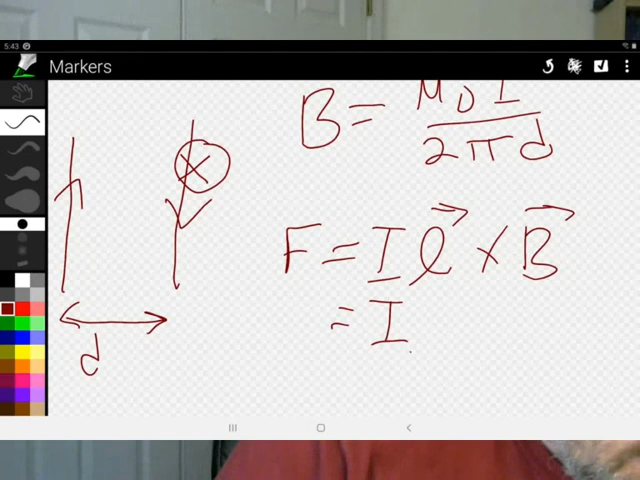 5:43
Markers
B = μ₀I / 2πd
F = I l⃗ × B⃗
= I
d